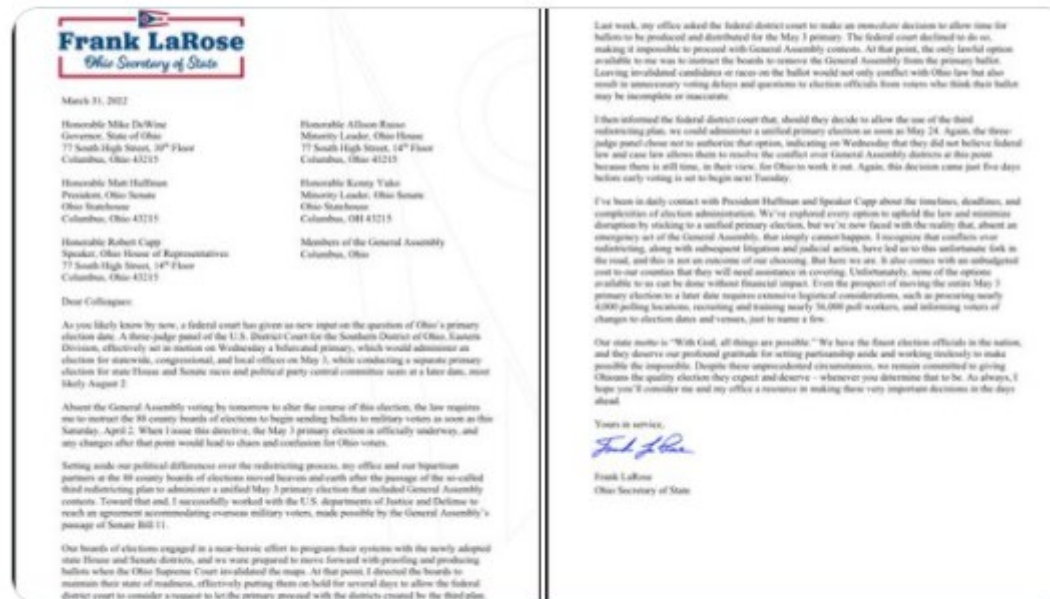 Frank LaRose
Ohio Secretary of State
March 31, 2022
Honorable Mike DeWine
Governor, State of Ohio
77 South High Street, 30th Floor
Columbus, Ohio 43215
Honorable Allison Russo
Minority Leader, Ohio House
77 South High Street, 14th Floor
Columbus, Ohio 43215
Honorable Matt Huffman
President, Ohio Senate
Ohio Statehouse
Columbus, Ohio 43215
Honorable Kenny Yuko
Minority Leader, Ohio Senate
Ohio Statehouse
Columbus, OH 43215
Honorable Robert Cupp
Speaker, Ohio House of Representatives
77 South High Street, 14th Floor
Columbus, Ohio 43215
Members of the General Assembly
Columbus, Ohio
Dear Colleagues:
As you likely know by now, a federal court has given us new input on the question of Ohio's primary
election date. A three-judge panel of the U.S. District Court for the Southern District of Ohio, Eastern
Division, effectively set in motion on Wednesday a bifurcated primary, which would administer an
election for statewide, congressional, and local offices on May 3, while conducting a separate primary
election for state House and Senate races and political party central committee seats at a later date, most
likely August 2.
Absent the General Assembly voting by tomorrow to alter the course of this election, the law requires
me to instruct the 88 county boards of elections to begin sending ballots to military voters as soon as this
Saturday, April 2. When I issue this directive, the May 3 primary election is officially underway, and
any changes after that point would lead to chaos and confusion for Ohio voters.
Setting aside our political differences over the redistricting process, my office and our bipartisan
partners at the 88 county boards of elections moved heaven and earth after the passage of the so-called
third redistricting plan to administer a unified May 3 primary election that included General Assembly
contests. Toward that end, I successfully worked with the U.S. departments of Justice and Defense to
reach an agreement accommodating overseas military voters, made possible by the General Assembly's
passage of Senate Bill 11.
Our boards of elections engaged in a near-heroic effort to program their systems with the newly adopted
state House and Senate districts, and we were prepared to move forward with proofing and producing
ballots when the Ohio Supreme Court invalidated the maps. At that point, I directed the boards to
maintain their state of readiness, effectively putting them on hold for several days to allow the federal
district court to consider a request to let the primary proceed with the districts created by the third plan.
Last week, my office asked the federal district court to make an immediate decision to allow time for
ballots to be produced and distributed for the May 3 primary. The federal court declined to do so,
making it impossible to proceed with General Assembly contests. At that point, the only lawful option
available to me was to instruct the boards to remove the General Assembly from the primary ballot.
Leaving invalidated candidates or races on the ballot would not only conflict with Ohio law but also
result in unnecessary voting delays and questions to election officials from voters who think their ballot
may be incomplete or inaccurate.
I then informed the federal district court that, should they decide to allow the use of the third
redistricting plan, we could administer a unified primary election as soon as May 24. Again, the three-
judge panel chose not to authorize that option, indicating on Wednesday that they did not believe federal
law and case law allows them to resolve the conflict over General Assembly districts at this point
because there is still time, in their view, for Ohio to work it out. Again, this decision came just five days
before early voting is set to begin next Tuesday.
I've been in daily contact with President Huffman and Speaker Cupp about the timelines, deadlines, and
complexities of election administration. We've explored every option to uphold the law and minimize
disruption by sticking to a unified primary election, but we're now faced with the reality that, absent an
emergency act of the General Assembly, that simply cannot happen. I recognize that conflicts over
redistricting, along with subsequent litigation and judicial action, have led us to this unfortunate fork in
the road, and this is not an outcome of our choosing. But here we are. It also comes with an unbudgeted
cost to our counties that they will need assistance in covering. Unfortunately, none of the options
available to us can be done without financial impact. Even the prospect of moving the entire May 3
primary election to a later date requires extensive logistical considerations, such as procuring nearly
4,000 polling locations, recruiting and training nearly 36,000 poll workers, and informing voters of
changes to election dates and venues, just to name a few.
Our state motto is "With God, all things are possible." We have the finest election officials in the nation,
and they deserve our profound gratitude for setting partisanship aside and working tirelessly to make
possible the impossible. Despite these unprecedented circumstances, we remain committed to giving
Ohioans the quality election they expect and deserve – whenever you determine that to be. As always, I
hope you'll consider me and my office a resource in making these very important decisions in the days
ahead.
Yours in service,
Frank LaRose
Frank LaRose
Ohio Secretary of State